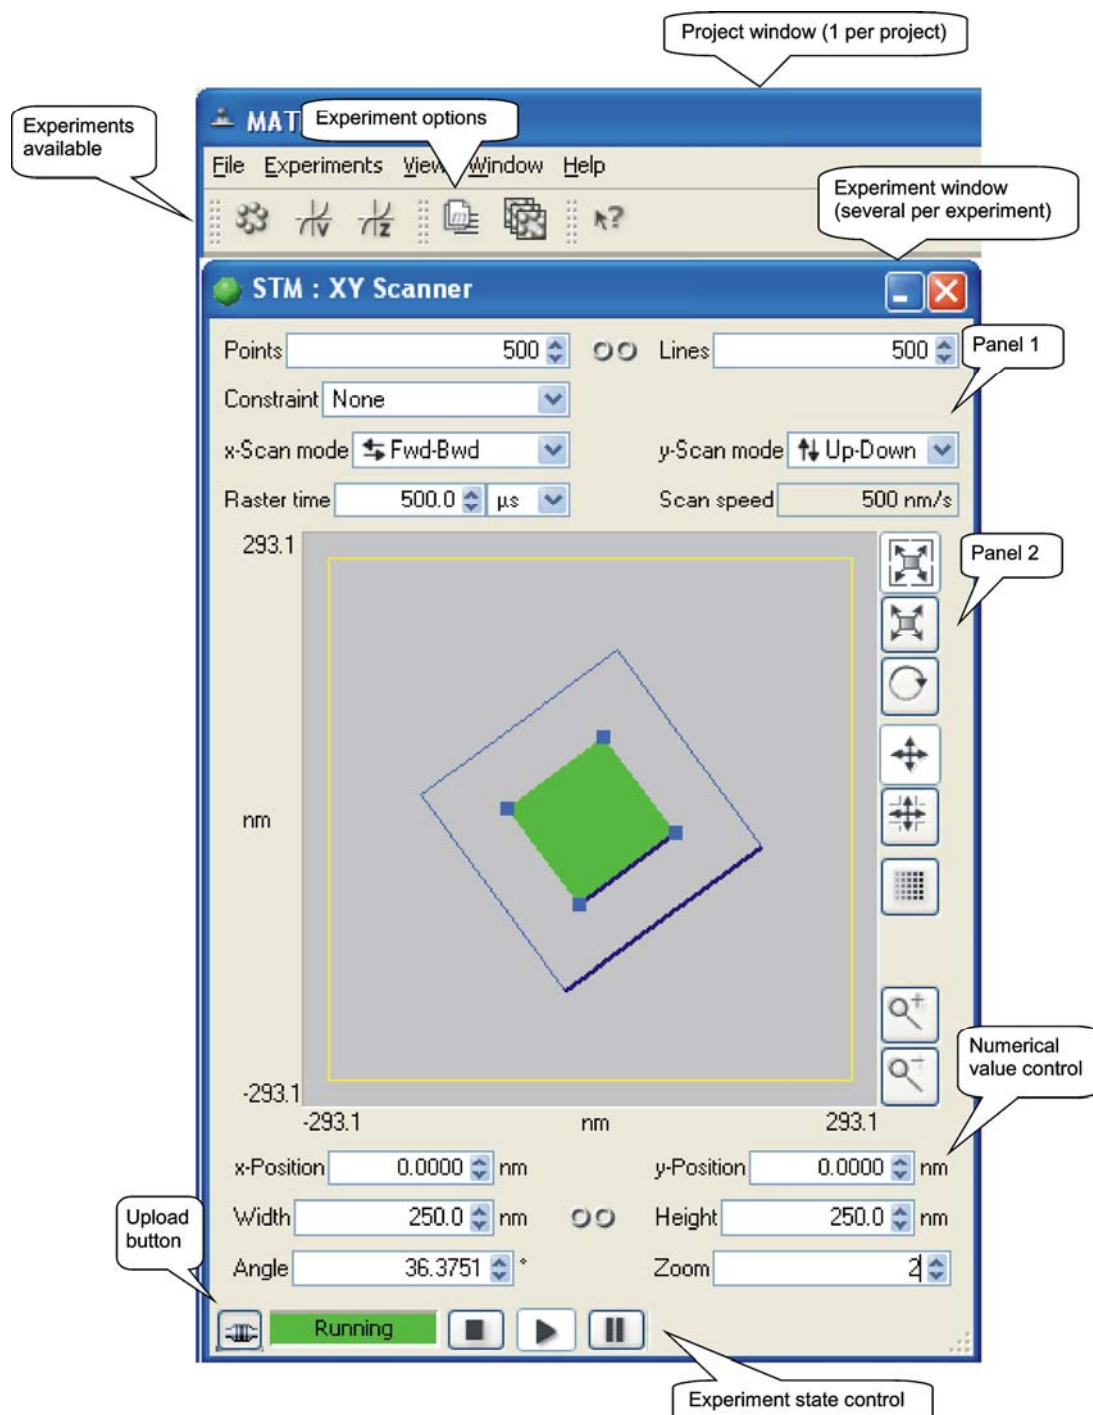 Project window (1 per project)
Experiments
available
MAT
Experiment options
File Experiments View Window Help
Experiment window
(several per experiment)
STM : XY Scanner
Points 500 Lines 500
Panel 1
Constraint None
x-Scan mode Fwd-Bwd y-Scan mode Up-Down
Raster time 500.0 µs Scan speed 500 nm/s
293.1
Panel 2
nm
Numerical
value control
-293.1
-293.1 nm 293.1
x-Position 0.0000 nm y-Position 0.0000 nm
Upload
button
Width 250.0 nm Height 250.0 nm
Angle 36.3751 ° Zoom 2
Running
Experiment state control